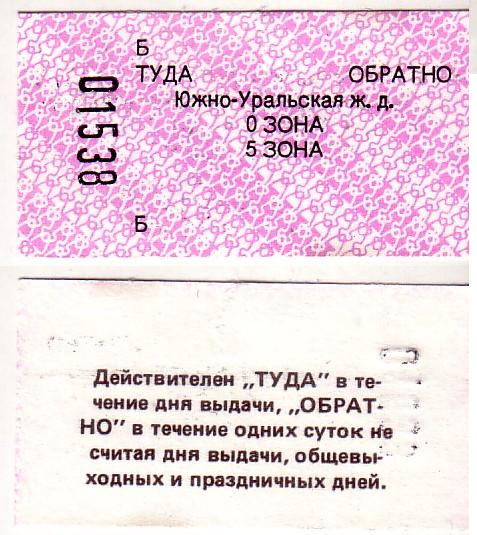 Б
ТУДА ОБРАТНО
Южно-Уральская ж. д.
0 ЗОНА
5 ЗОНА
01538
Б
Действителен „ТУДА" в те-
чение дня выдачи, „ОБРАТ-
НО" в течение одних суток не
считая дня выдачи, общевы-
ходных и праздничных дней.